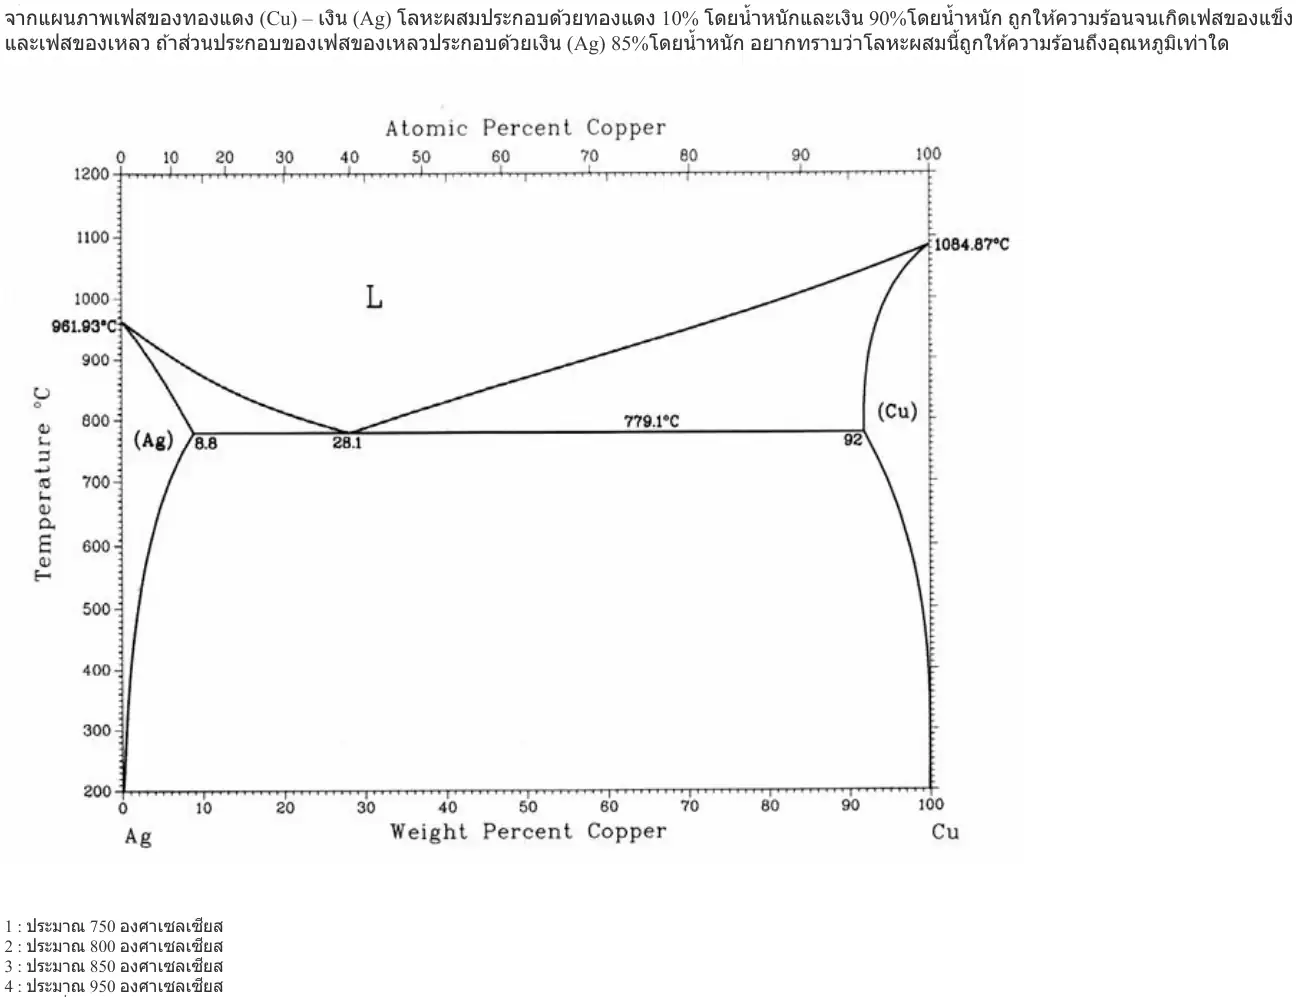 จากแผนภาพเฟสของทองแดง (Cu) – เงิน (Ag) โลหะผสมประกอบด้วยทองแดง 10% โดยน้ำหนักและเงิน 90%โดยน้ำหนัก ถูกให้ความร้อนจนเกิดเฟสของแข็ง
และเฟสของเหลว ถ้าส่วนประกอบของเฟสของเหลวประกอบด้วยเงิน (Ag) 85%โดยน้ำหนัก อยากทราบว่าโลหะผสมนี้ถูกให้ความร้อนถึงอุณหภูมิเท่าใด
Atomic Percent Copper
0 10 20 30 40 50 60 70 80 90 100
1200
1100
1084.87°C
1000
L
961.93°C
900
800
779.1°C
(Cu)
(Ag)
8.8 28.1 92
700
600
500
400
300
200
Temperature °C
0 10 20 30 40 50 60 70 80 90 100
Ag Weight Percent Copper Cu
1 : ประมาณ 750 องศาเซลเซียส
2 : ประมาณ 800 องศาเซลเซียส
3 : ประมาณ 850 องศาเซลเซียส
4 : ประมาณ 950 องศาเซลเซียส